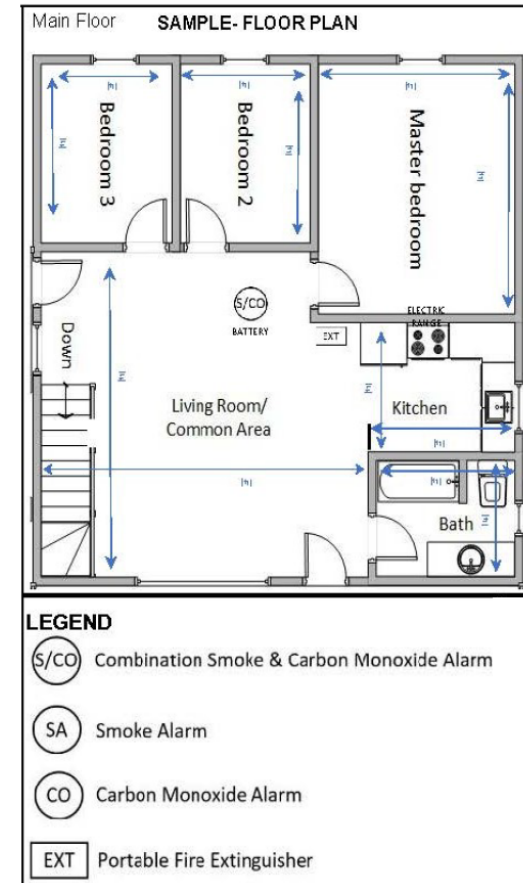 Main Floor SAMPLE- FLOOR PLAN
Bedroom 3
Bedroom 2
Master bedroom
S/CO
BATTERY
ELECTRIC
RANGE
EXT
Down
Living Room/
Common Area
Kitchen
Bath
LEGEND
S/CO Combination Smoke & Carbon Monoxide Alarm
SA Smoke Alarm
CO Carbon Monoxide Alarm
EXT Portable Fire Extinguisher